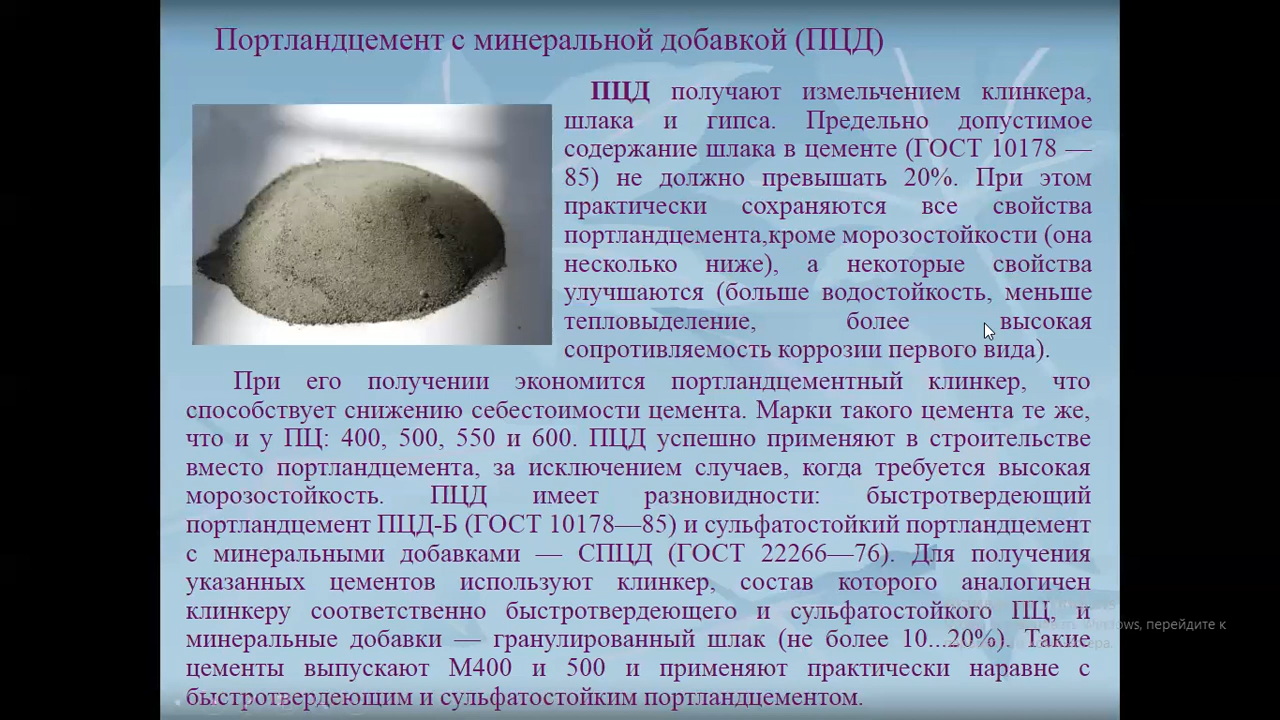 Портландцемент с минеральной добавкой (ПЦД)
ПЦД получают измельчением клинкера,
шлака и гипса. Предельно допустимое
содержание шлака в цементе (ГОСТ 10178 —
85) не должно превышать 20%. При этом
практически сохраняются все свойства
портландцемента,кроме морозостойкости (она
несколько ниже), а некоторые свойства
улучшаются (больше водостойкость, меньше
тепловыделение, более высокая
сопротивляемость коррозии первого вида).
При его получении экономится портландцементный клинкер, что
способствует снижению себестоимости цемента. Марки такого цемента те же,
что и у ПЦ: 400, 500, 550 и 600. ПЦД успешно применяют в строительстве
вместо портландцемента, за исключением случаев, когда требуется высокая
морозостойкость. ПЦД имеет разновидности: быстротвердеющий
портландцемент ПЦД-Б (ГОСТ 10178—85) и сульфатостойкий портландцемент
с минеральными добавками — СПЦД (ГОСТ 22266—76). Для получения
указанных цементов используют клинкер, состав которого аналогичен
клинкеру соответственно быстротвердеющего и сульфатостойкого ПЦ, и
минеральные добавки — гранулированный шлак (не более 10...20%). Такие
цементы выпускают М400 и 500 и применяют практически наравне с
быстротвердеющим и сульфатостойким портландцементом.
перейдите к